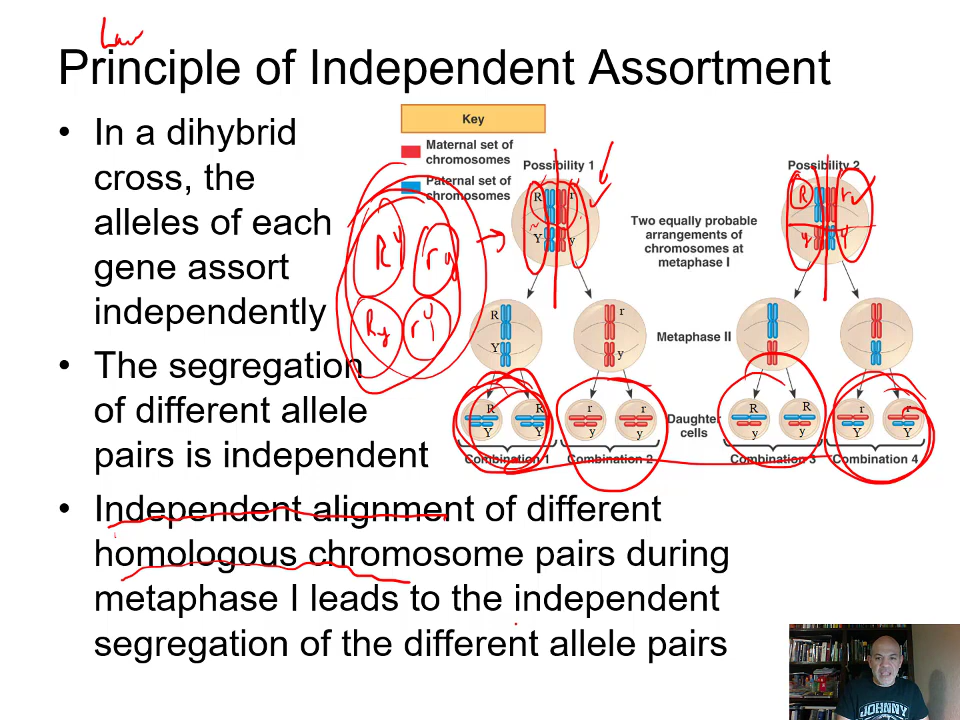 Law
Principle of Independent Assortment
• In a dihybrid
cross, the
alleles of each
gene assort
independently
• The segregation
of different allele
pairs is independent
• Independent alignment of different
homologous chromosome pairs during
metaphase I leads to the independent
segregation of the different allele pairs
Key
Maternal set of
chromosomes
Paternal set of
chromosomes
Possibility 1
Possibility 2
R r
Y y
R r
y Y
Two equally probable
arrangements of
chromosomes at
metaphase I
RY ry
Ry rY
R
Y
r
y
Metaphase II
R R
Y Y
r r
y y
Daughter
cells
R R
y y
r r
Y Y
Combination 1
Combination 2
Combination 3
Combination 4
JOHNNY